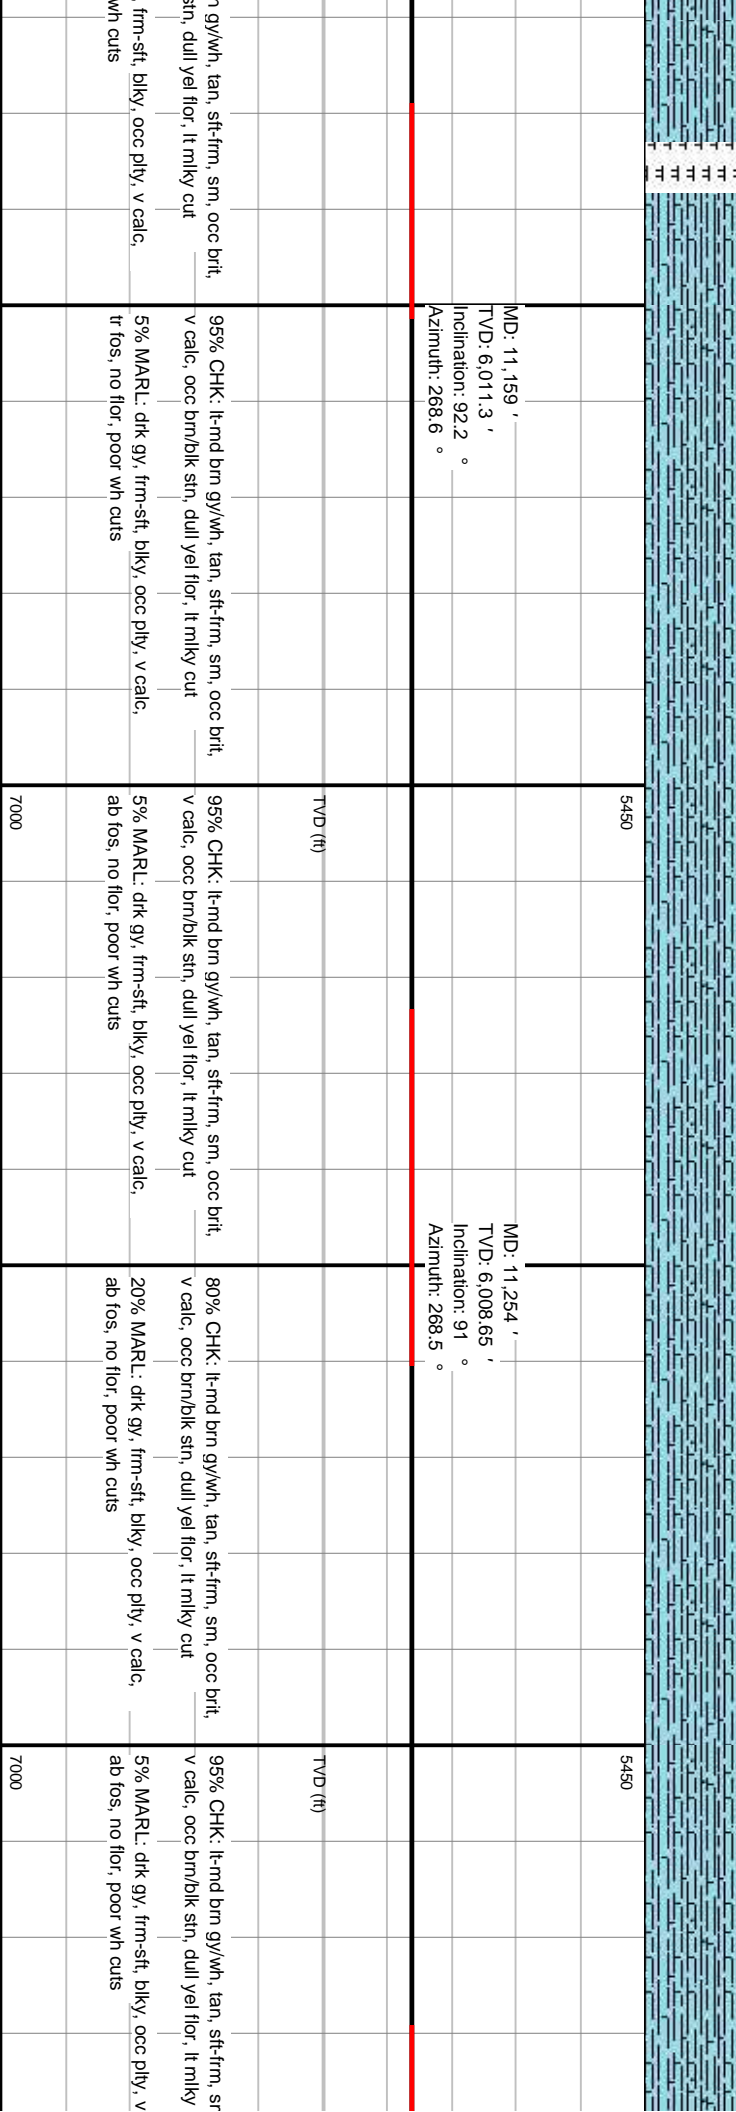 n gy/wh, tan, sft-frm, sm, occ brit,
stn, dull yel flor, lt mlky cut
, frm-sft, blky, occ plty, v calc,
wh cuts
MD: 11,159 '
TVD: 6,011.3 '
Inclination: 92.2 °
Azimuth: 268.6 °
95% CHK: lt-md brn gy/wh, tan, sft-frm, sm, occ brit,
v calc, occ brn/blk stn, dull yel flor, lt mlky cut
5% MARL: drk gy, frm-sft, blky, occ plty, v calc,
tr fos, no flor, poor wh cuts
5450
TVD (ft)
95% CHK: lt-md brn gy/wh, tan, sft-frm, sm, occ brit,
v calc, occ brn/blk stn, dull yel flor, lt mlky cut
5% MARL: drk gy, frm-sft, blky, occ plty, v calc,
ab fos, no flor, poor wh cuts
7000
MD: 11,254 '
TVD: 6,008.65 '
Inclination: 91 °
Azimuth: 268.5 °
80% CHK: lt-md brn gy/wh, tan, sft-frm, sm, occ brit,
v calc, occ brn/blk stn, dull yel flor, lt mlky cut
20% MARL: drk gy, frm-sft, blky, occ plty, v calc,
ab fos, no flor, poor wh cuts
5450
TVD (ft)
95% CHK: lt-md brn gy/wh, tan, sft-frm, sm
v calc, occ brn/blk stn, dull yel flor, lt mlky
5% MARL: drk gy, frm-sft, blky, occ plty, v
ab fos, no flor, poor wh cuts
7000